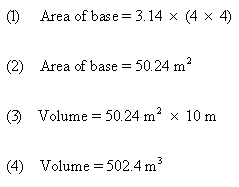 (1) Area of base = 3.14 × (4 × 4)
(2) Area of base = 50.24 m²
(3) Volume = 50.24 m² × 10 m
(4) Volume = 502.4 m³